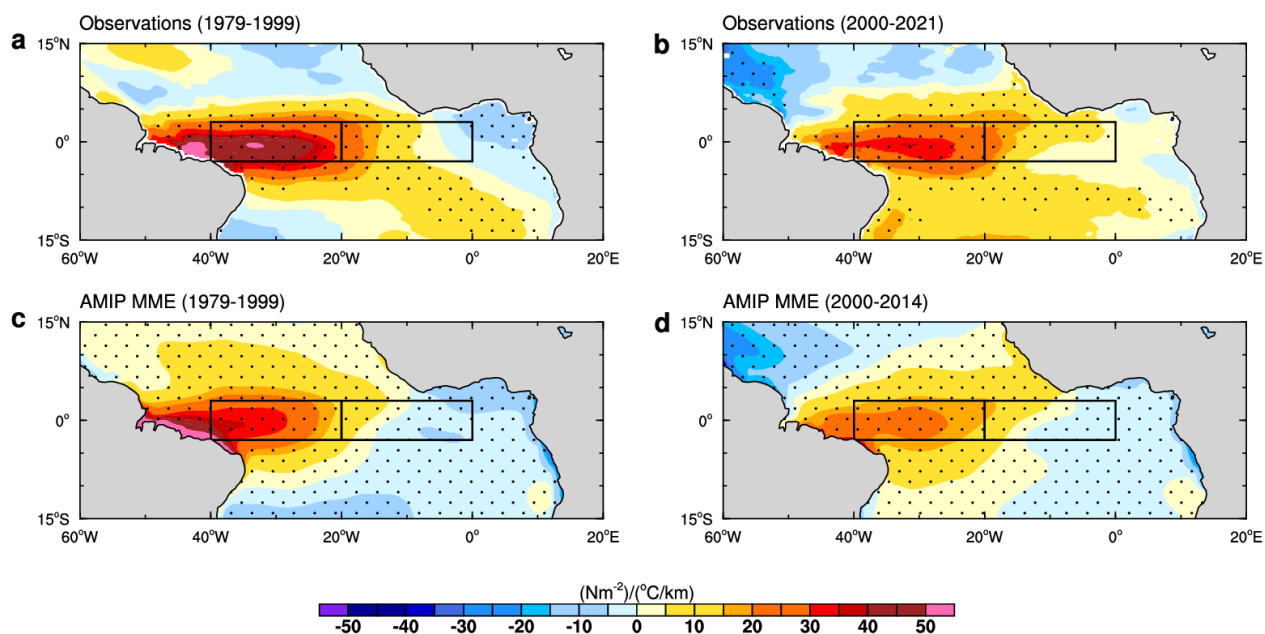 Observations (1979-1999)
a
15°N
0°
15°S
60°W 40°W 20°W 0° 20°E
Observations (2000-2021)
b
15°N
0°
15°S
60°W 40°W 20°W 0° 20°E
AMIP MME (1979-1999)
c
15°N
0°
15°S
60°W 40°W 20°W 0° 20°E
AMIP MME (2000-2014)
d
15°N
0°
15°S
60°W 40°W 20°W 0° 20°E
(Nm⁻²)/(°C/km)
-50 -40 -30 -20 -10 0 10 20 30 40 50